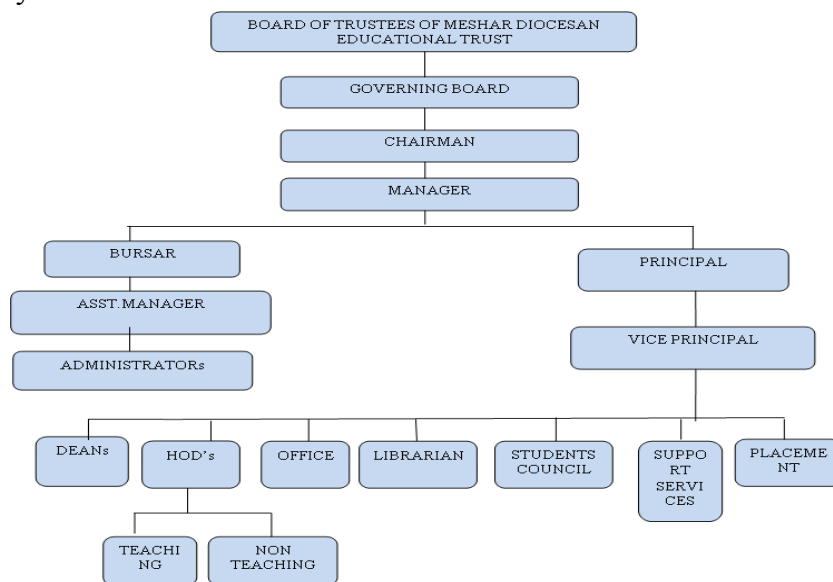 BOARD OF TRUSTEES OF MESHAR DIOCESAN
EDUCATIONAL TRUST
GOVERNING BOARD
CHAIRMAN
MANAGER
BURSAR
PRINCIPAL
ASST.MANAGER
VICE PRINCIPAL
ADMINISTRATORs
DEANs
HOD's
OFFICE
LIBRARIAN
STUDENTS
COUNCIL
SUPPO
RT
SERVI
CES
PLACEME
NT
TEACHI
NG
NON
TEACHING